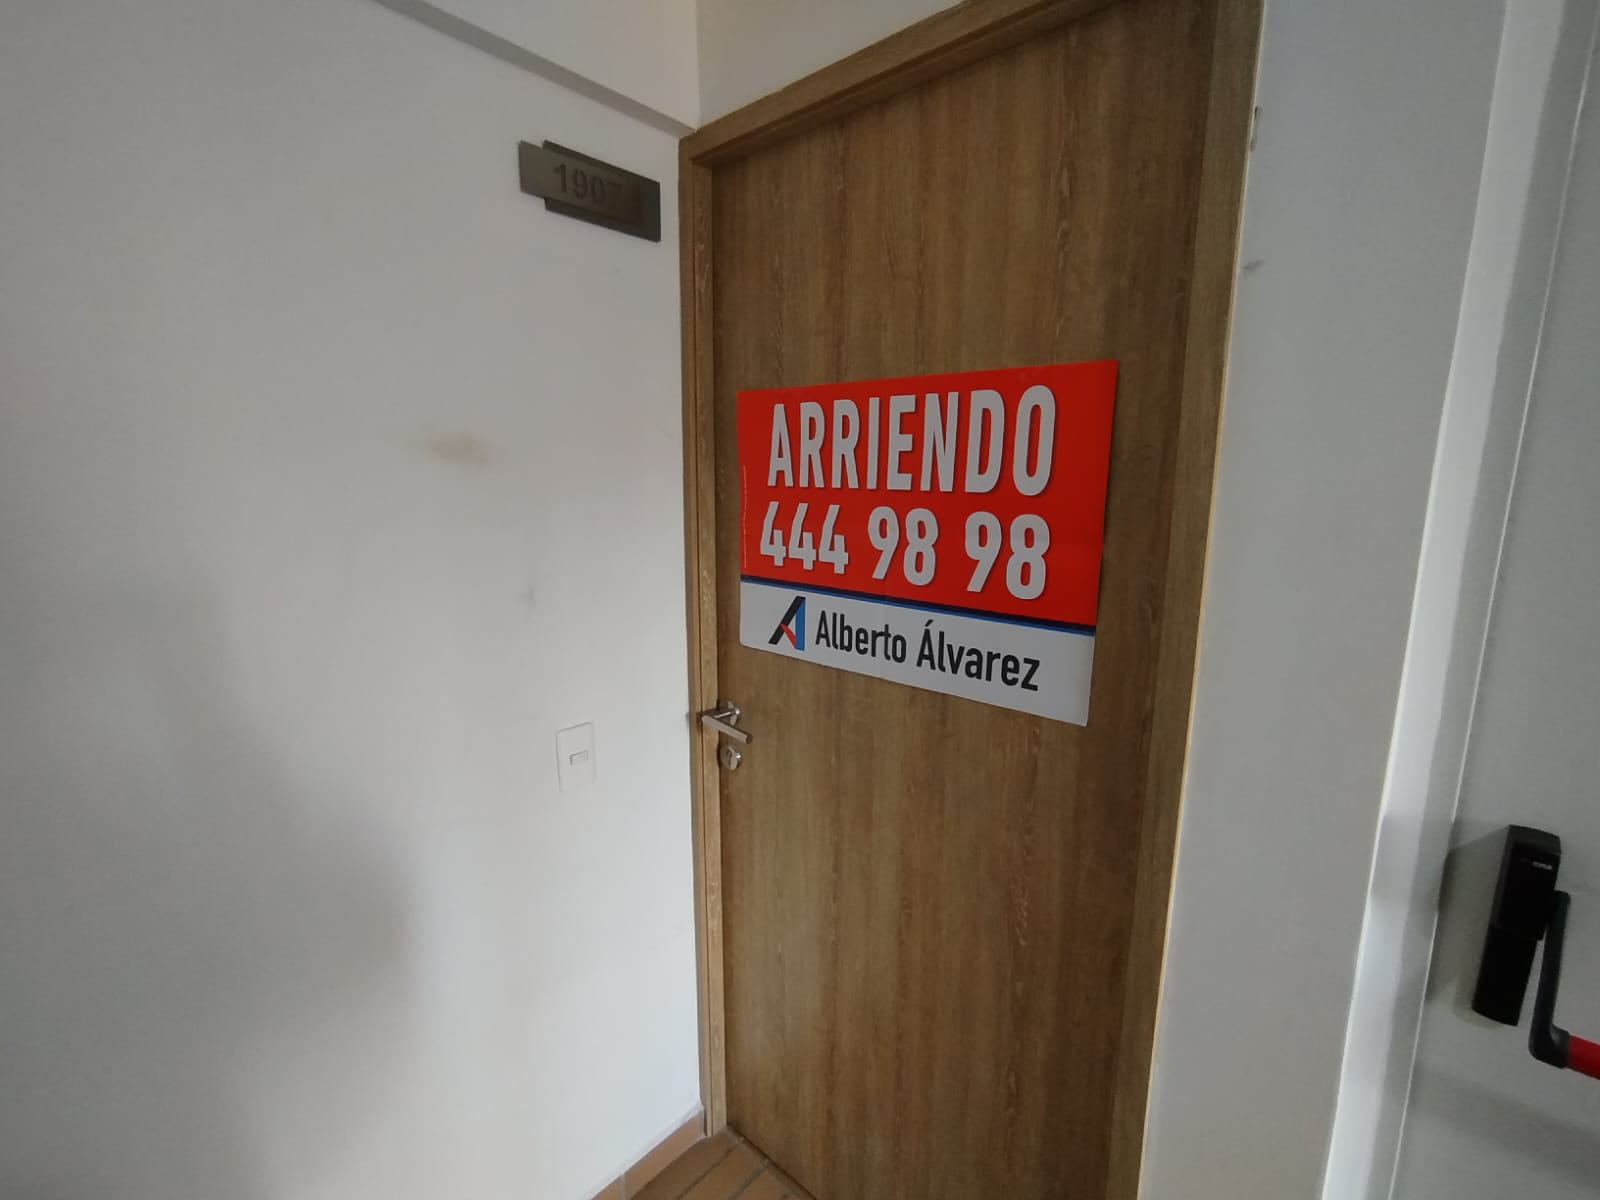 1907
ARRIENDO
444 98 98
Alberto Álvarez